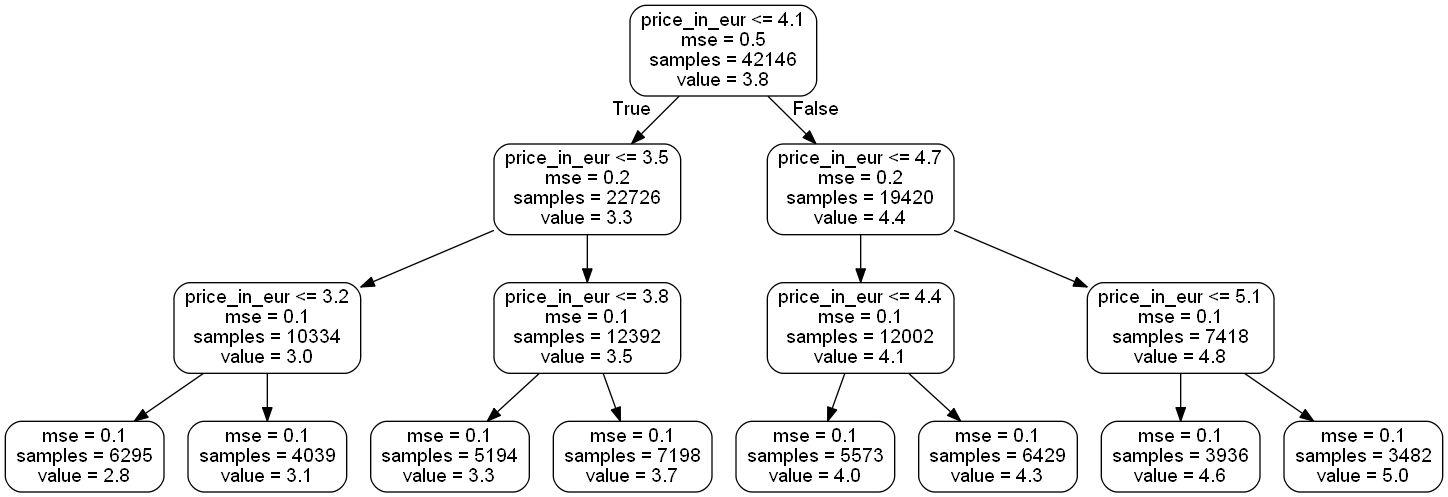 price_in_eur <= 4.1
mse = 0.5
samples = 42146
value = 3.8
True
False
price_in_eur <= 3.5
mse = 0.2
samples = 22726
value = 3.3
price_in_eur <= 4.7
mse = 0.2
samples = 19420
value = 4.4
price_in_eur <= 3.2
mse = 0.1
samples = 10334
value = 3.0
price_in_eur <= 3.8
mse = 0.1
samples = 12392
value = 3.5
price_in_eur <= 4.4
mse = 0.1
samples = 12002
value = 4.1
price_in_eur <= 5.1
mse = 0.1
samples = 7418
value = 4.8
mse = 0.1
samples = 6295
value = 2.8
mse = 0.1
samples = 4039
value = 3.1
mse = 0.1
samples = 5194
value = 3.3
mse = 0.1
samples = 7198
value = 3.7
mse = 0.1
samples = 5573
value = 4.0
mse = 0.1
samples = 6429
value = 4.3
mse = 0.1
samples = 3936
value = 4.6
mse = 0.1
samples = 3482
value = 5.0